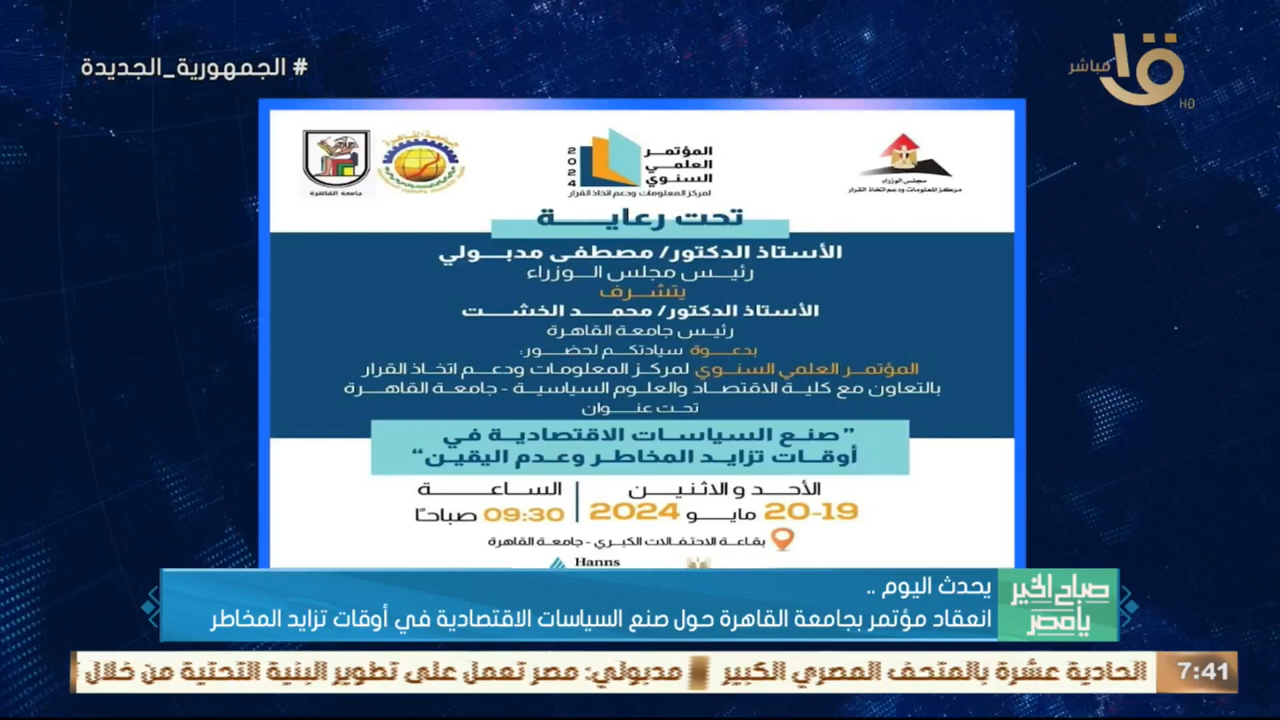 # الجمهورية_الجديدة
مباشر
HD
جامعة القاهرة
2024
المؤتمر
العلمي
السنوي
لمركز المعلومات ودعم اتخاذ القرار
مجلس الوزراء
مركز المعلومات ودعم اتخاذ القرار
تحت رعاية
الأستاذ الدكتور/ مصطفى مدبولي
رئيس مجلس الوزراء
يتشرف
الأستاذ الدكتور/ محمد الخشت
رئيس جامعة القاهرة
بدعوة سيادتكم لحضور:
المؤتمر العلمي السنوي لمركز المعلومات ودعم اتخاذ القرار
بالتعاون مع كلية الاقتصاد والعلوم السياسية - جامعة القاهرة
تحت عنوان
"صنع السياسات الاقتصادية في
أوقات تزايد المخاطر وعدم اليقين"
الأحد والاثنين
19-20 مايو 2024
الساعة
09:30 صباحًا
بقاعة الاحتفالات الكبري - جامعة القاهرة
Hanns
صباح الخير
يا مصر
يحدث اليوم ..
انعقاد مؤتمر بجامعة القاهرة حول صنع السياسات الاقتصادية في أوقات تزايد المخاطر
7:41
الحادية عشرة بالمتحف المصري الكبير
مدبولي: مصر تعمل على تطوير البنية التحتية من خلال